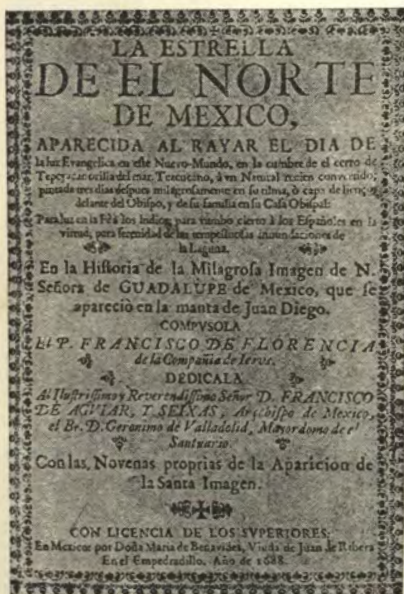 LA ESTRELLA
DE EL NORTE
DE MEXICO,
APARECIDA AL RAYAR EL DIA DE
la luz Evangelica en este Nuevo-Mundo, en la cumbre de el cerro de
Tepeyacac orilla del mar Tezcucano, à vn Natural recien convertido;
pintada tres dias despues milagrosamente en su tilma, ò capa de lienço
delante del Obispo, y de su familia en su Casa Obispal:
Para luz en la Fè à los Indios; para rumbo cierto à los Españoles en la
virtud; para serenidad de las tempestuosas inundaciones de
la Laguna.
En la Historia de la Milagrosa Imagen de N.
Señora de GUADALUPE de Mexico, que se
apareciò en la manta de Juan Diego.
COMPVSOLA
El P. FRANCISCO DE FLORENCIA
de la Compañia de Iesvs.
DEDICALA
Al Illustrissimo y Reverendissimo Señor D. FRANCISCO
DE AGVIAR, Y SEIXAS, Arçobispo de Mexico,
el Br. D. Geronimo de Valladolid, Mayordomo de el
Santuario.
Con las Novenas proprias de la Aparicion de
la Santa Imagen.
CON LICENCIA DE LOS SVPERIORES:
En Mexico: por Doña Maria de Benavides, Viuda de Juan de Ribera
En el Empedradillo. Año de 1688.